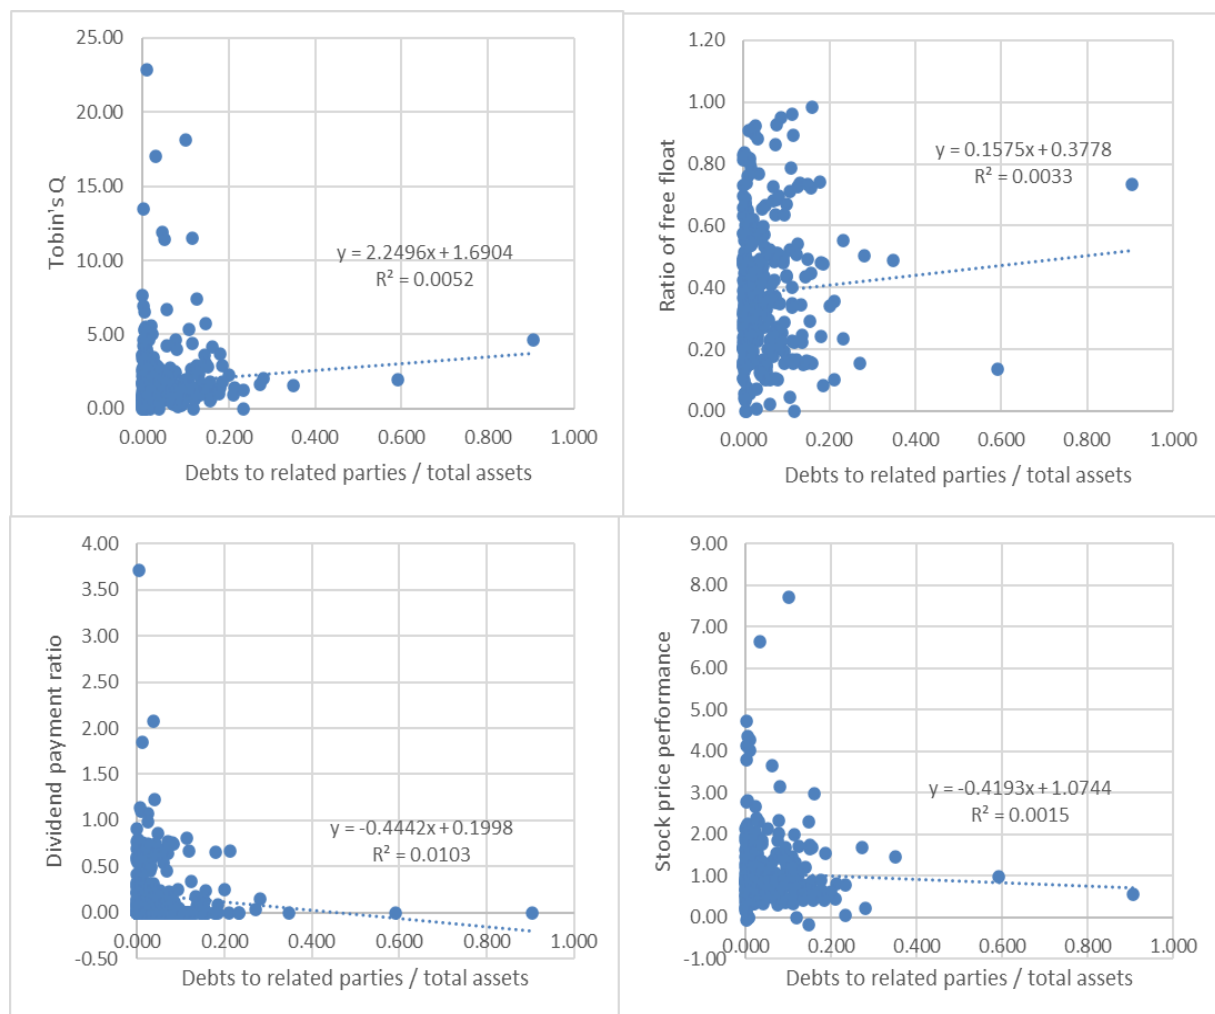 25.00
20.00
15.00
10.00
5.00
0.00
Tobin's Q
y = 2.2496x + 1.6904
R² = 0.0052
0.000 0.200 0.400 0.600 0.800 1.000
Debts to related parties / total assets
1.20
1.00
0.80
0.60
0.40
0.20
0.00
Ratio of free float
y = 0.1575x + 0.3778
R² = 0.0033
0.000 0.200 0.400 0.600 0.800 1.000
Debts to related parties / total assets
4.00
3.50
3.00
2.50
2.00
1.50
1.00
0.50
0.00
-0.50
Dividend payment ratio
y = -0.4442x + 0.1998
R² = 0.0103
0.000 0.200 0.400 0.600 0.800 1.000
Debts to related parties / total assets
9.00
8.00
7.00
6.00
5.00
4.00
3.00
2.00
1.00
0.00
-1.00
Stock price performance
y = -0.4193x + 1.0744
R² = 0.0015
0.000 0.200 0.400 0.600 0.800 1.000
Debts to related parties / total assets